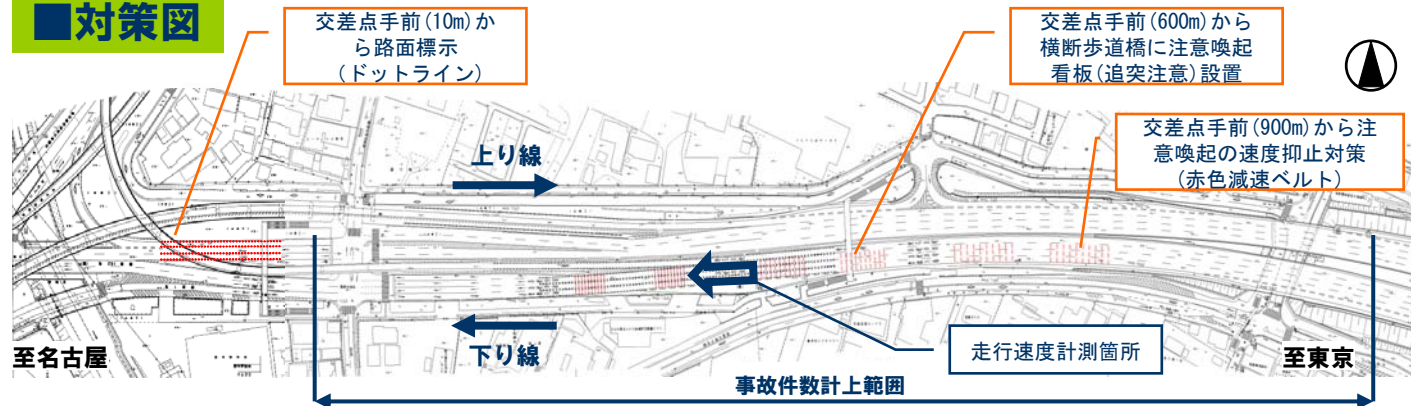 ■対策図
交差点手前(10m)か
ら路面標示
(ドットライン)
交差点手前(600m)から
横断歩道橋に注意喚起
看板(追突注意)設置
交差点手前(900m)から注
意喚起の速度抑止対策
(赤色減速ベルト)
上り線
下り線
走行速度計測箇所
至名古屋
至東京
事故件数計上範囲